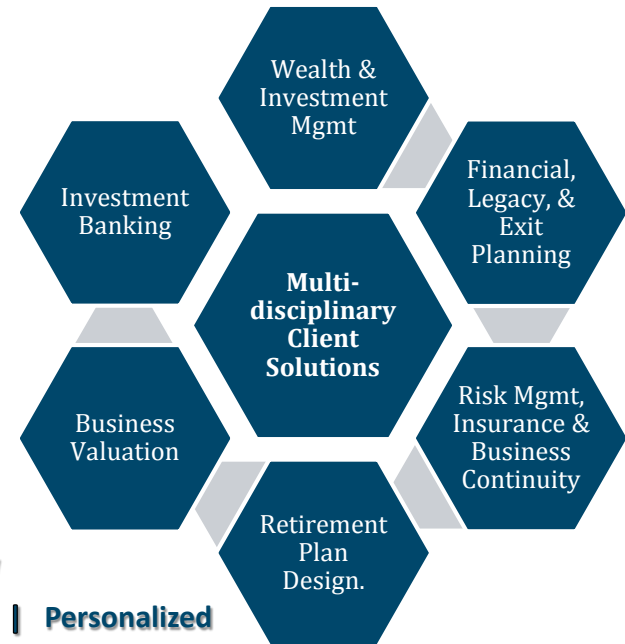 Wealth &
Investment
Mgmt
Financial,
Legacy, &
Exit
Planning
Risk Mgmt,
Insurance &
Business
Continuity
Retirement
Plan
Design.
Business
Valuation
Investment
Banking
Multi-
disciplinary
Client
Solutions
| Personalized